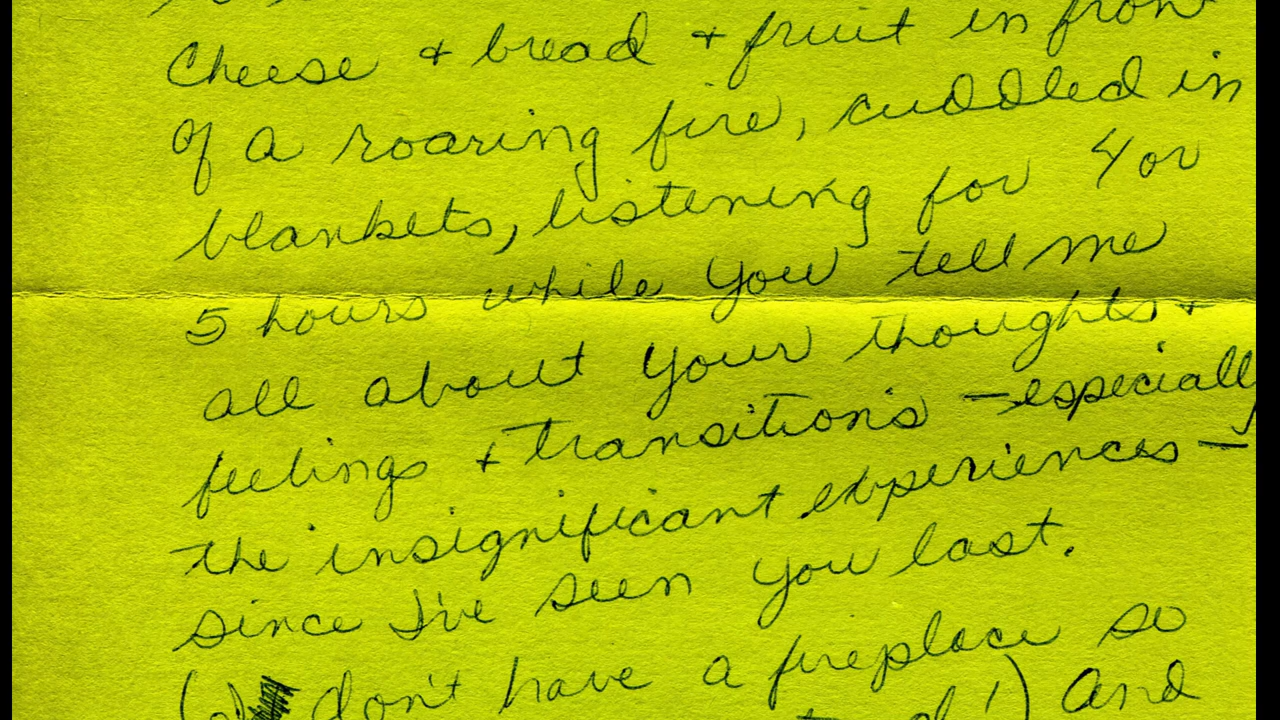 Cheese + bread + fruit in front
of a roaring fire, cuddled in
blankets, listening for 4 or
5 hours while you tell me
all about your thoughts +
feelings + transitions - especially
the insignificant experiences -
since I've seen you last.
don't have a fireplace so
) And